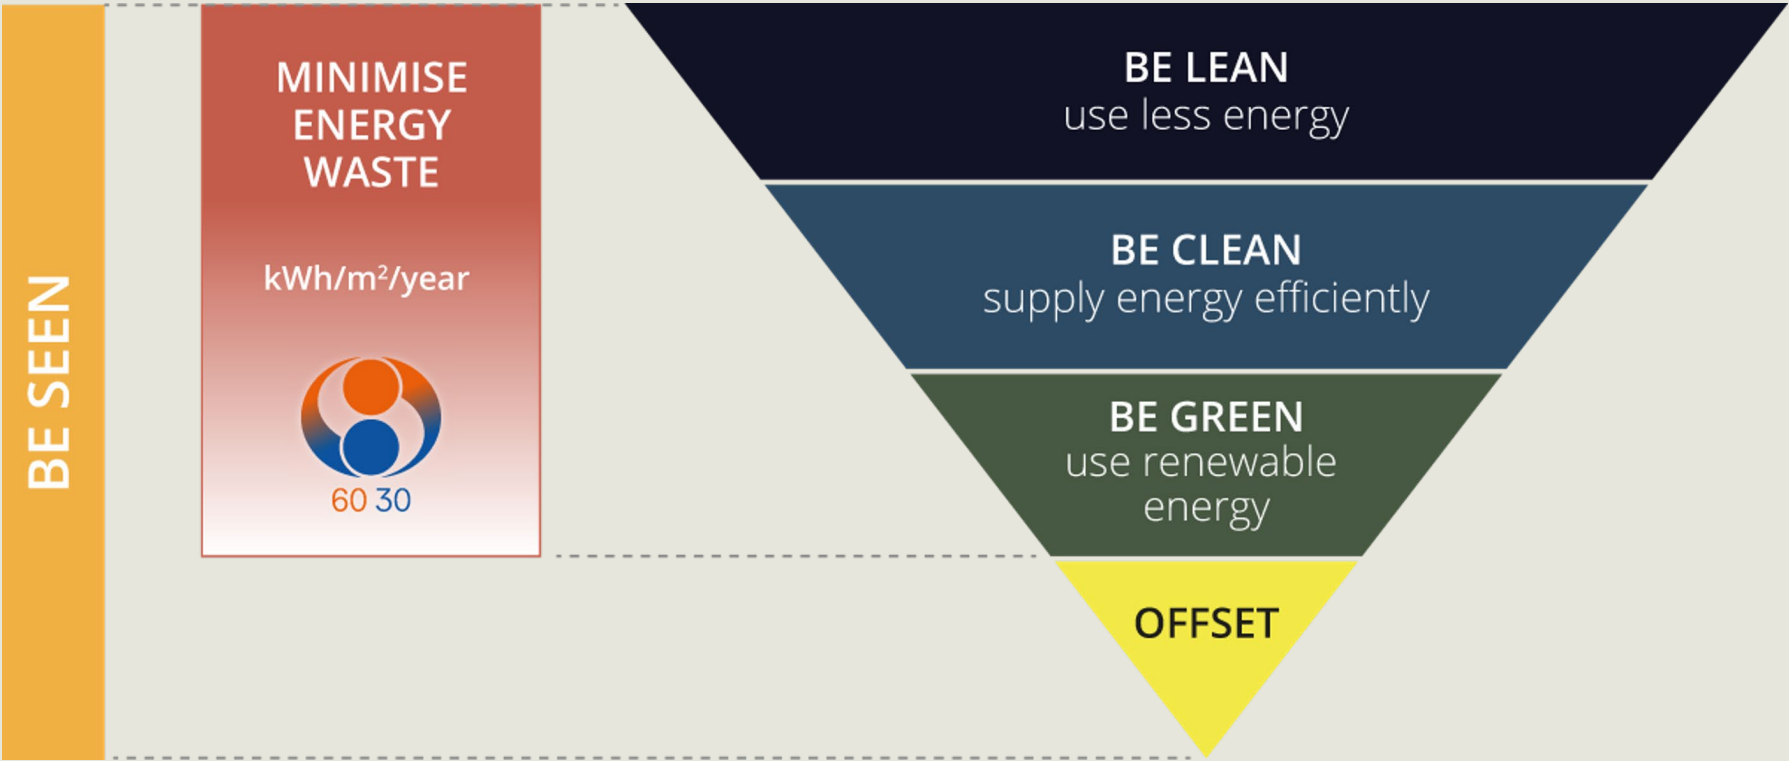 BE SEEN
MINIMISE
ENERGY
WASTE
kWh/m²/year
60 30
BE LEAN
use less energy
BE CLEAN
supply energy efficiently
BE GREEN
use renewable
energy
OFFSET